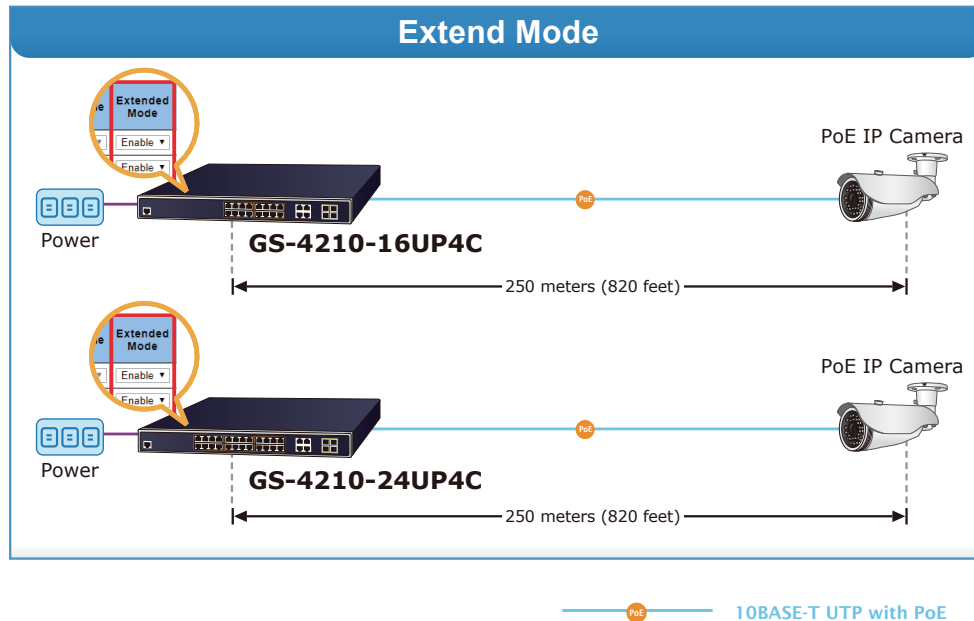 Extend Mode
Extended
Mode
Enable
Enable
PoE IP Camera
PoE
Power
GS-4210-16UP4C
250 meters (820 feet)
Extended
Mode
Enable
Enable
PoE IP Camera
PoE
Power
GS-4210-24UP4C
250 meters (820 feet)
PoE
10BASE-T UTP with PoE